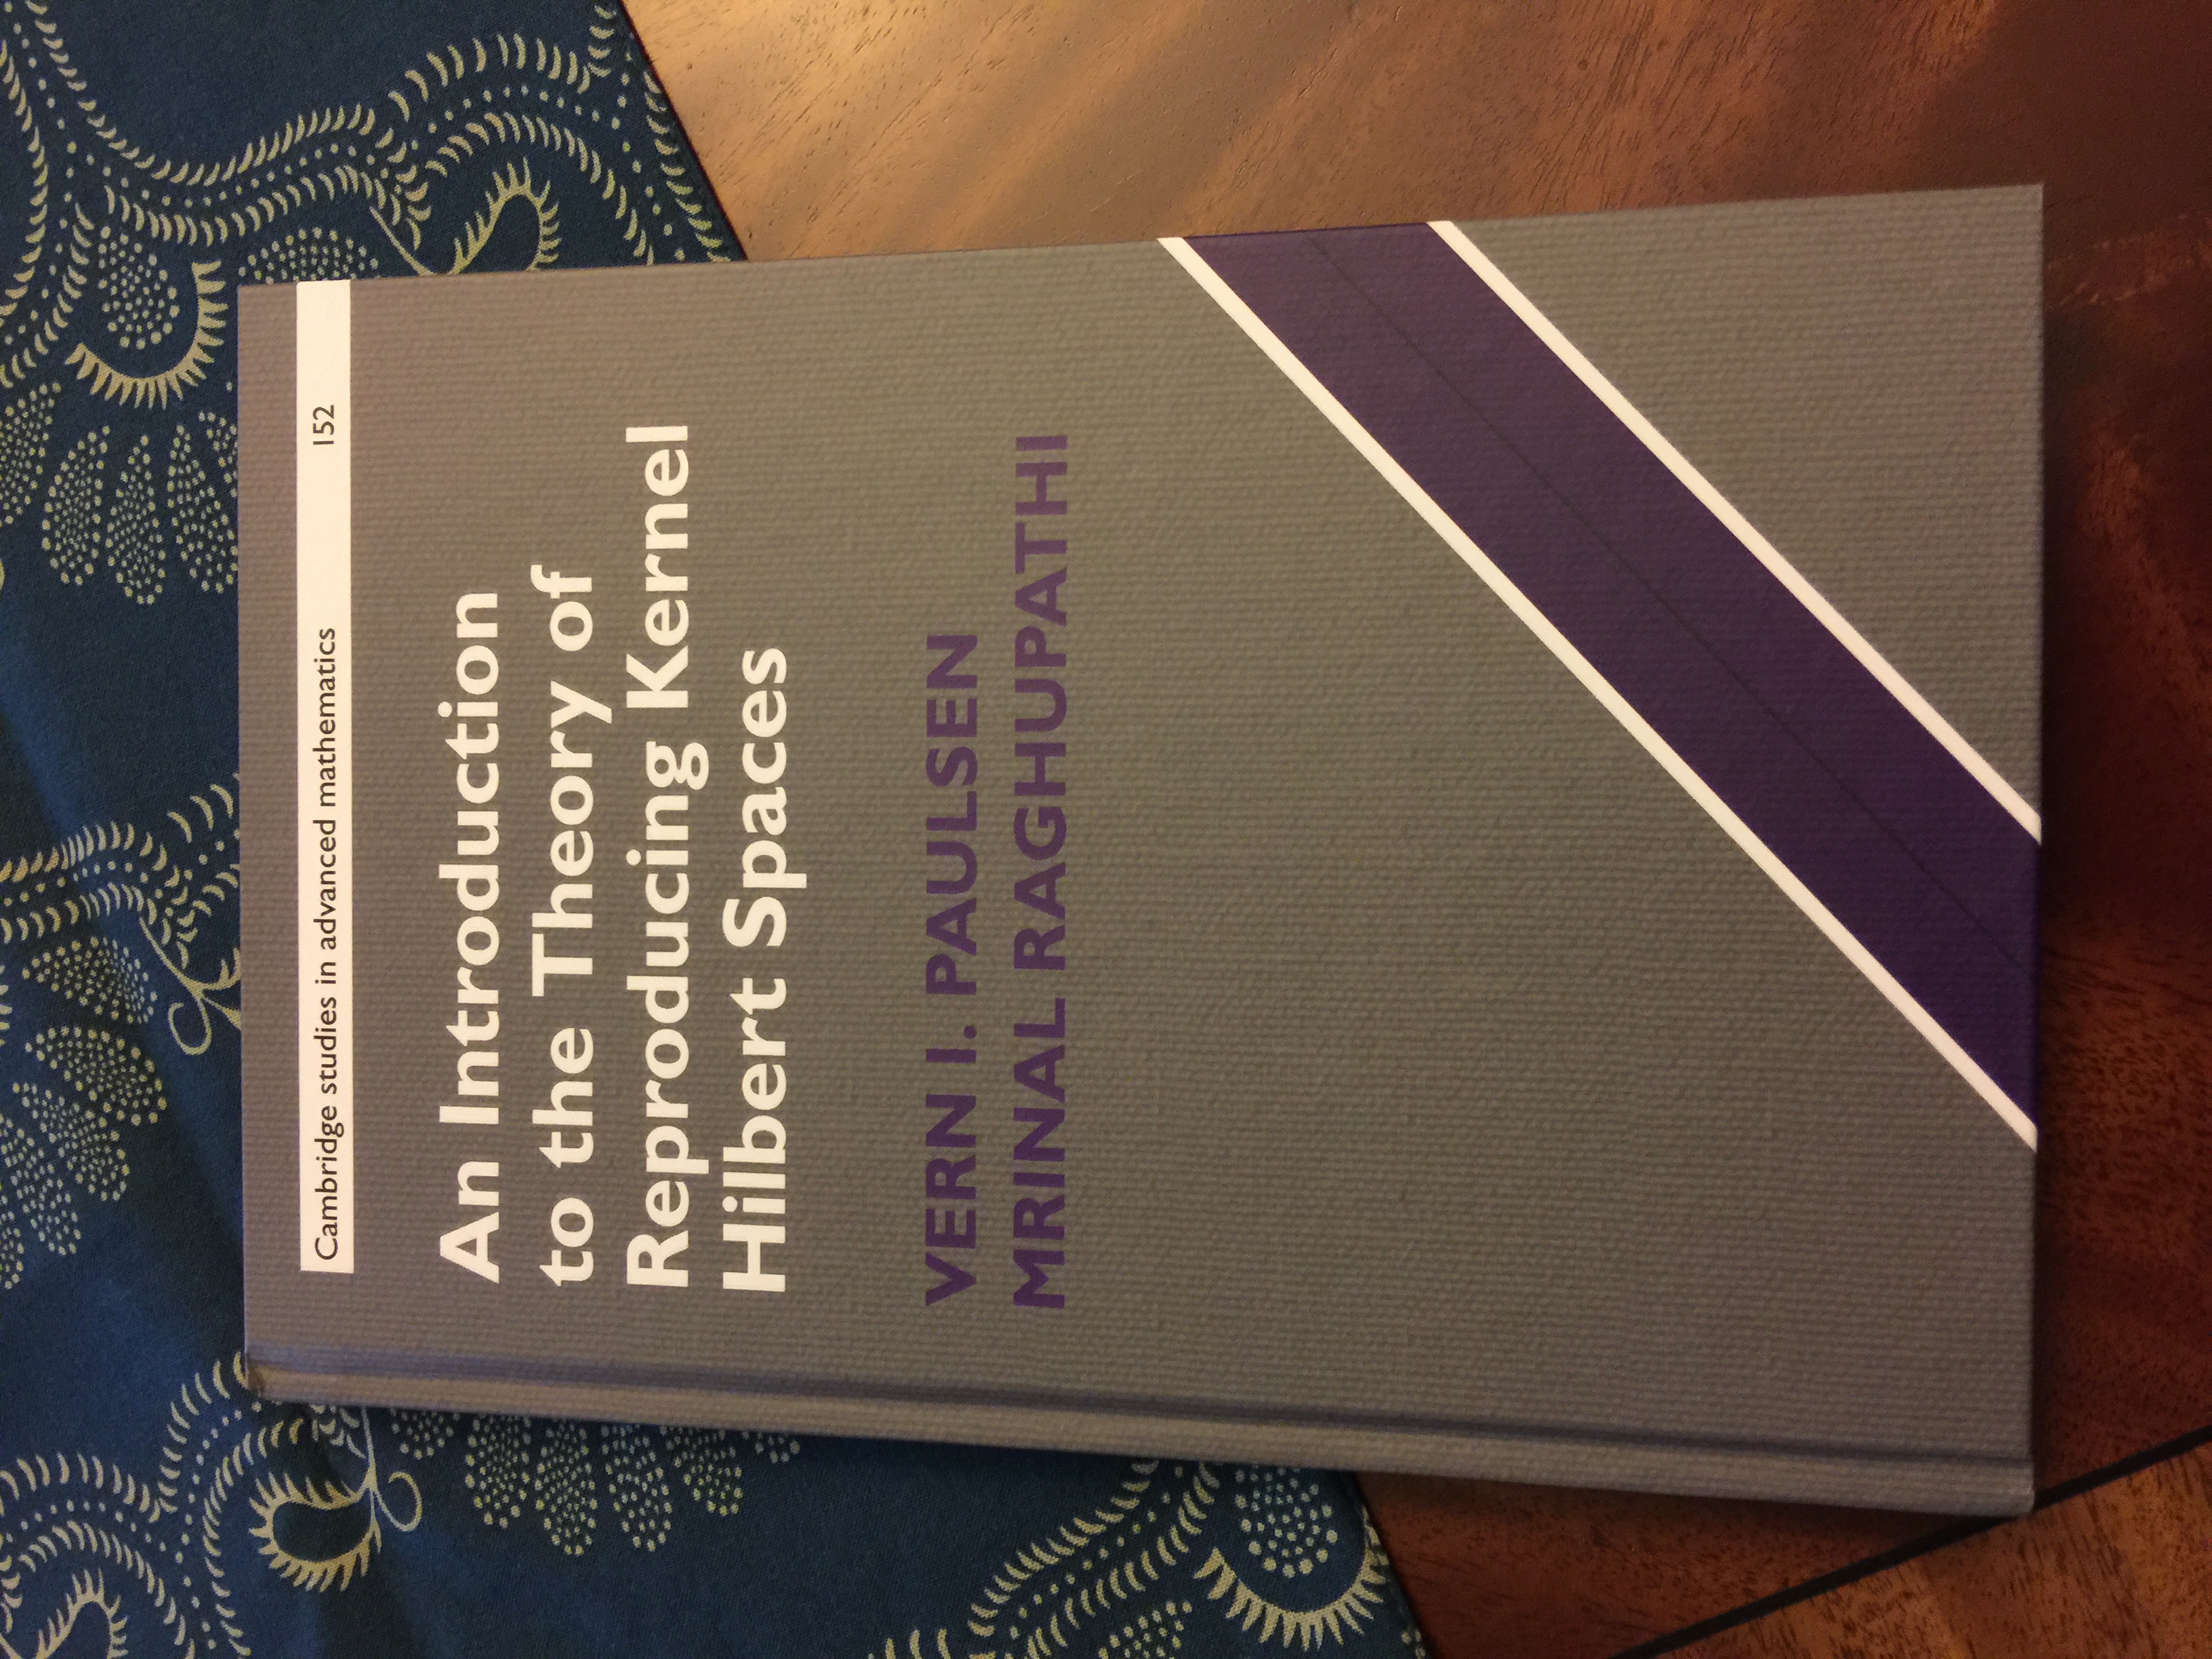 Cambridge studies in advanced mathematics 152
An Introduction
to the Theory of
Reproducing Kernel
Hilbert Spaces
VERN I. PAULSEN
MRINAL RAGHUPATHI